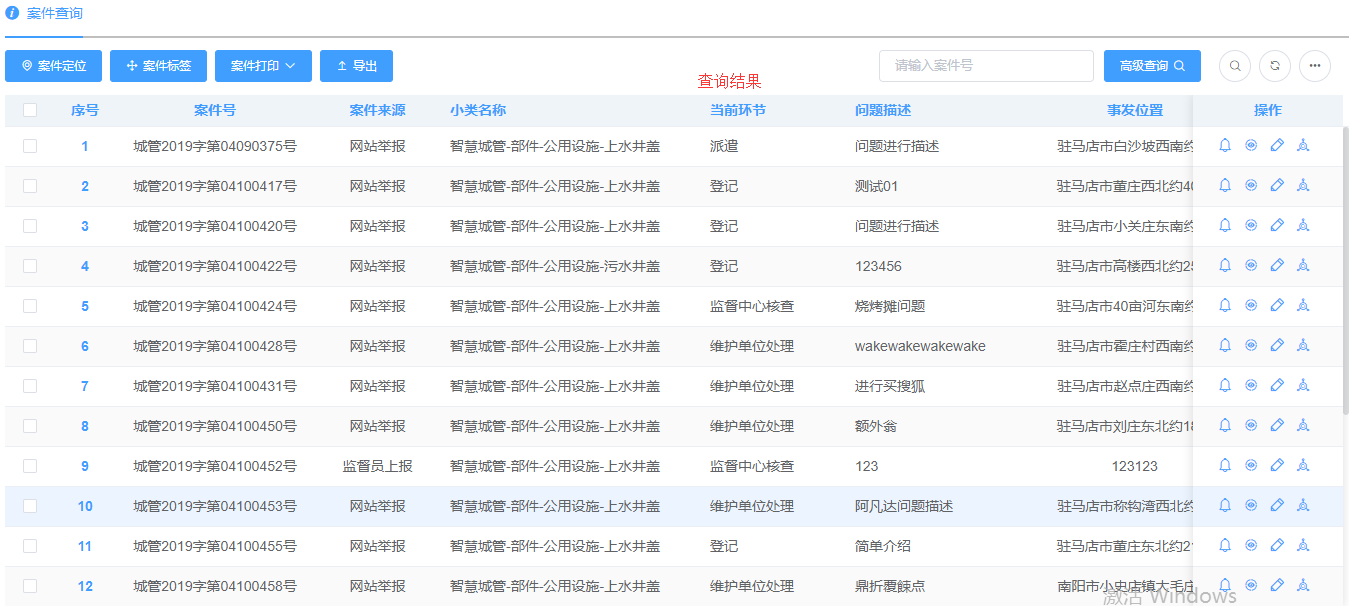 案件查询
案件定位 案件标签 案件打印 导出 请输入案件号 高级查询
查询结果
序号 案件号 案件来源 小类名称 当前环节 问题描述 事发位置 操作
1 城管2019字第04090375号 网站举报 智慧城管-部件-公用设施-上水井盖 派遣 问题进行描述 驻马店市白沙坡西南约
2 城管2019字第04100417号 网站举报 智慧城管-部件-公用设施-上水井盖 登记 测试01 驻马店市董庄西北约40
3 城管2019字第04100420号 网站举报 智慧城管-部件-公用设施-上水井盖 登记 问题进行描述 驻马店市小关庄东南约
4 城管2019字第04100422号 网站举报 智慧城管-部件-公用设施-污水井盖 登记 123456 驻马店市高楼西北约25
5 城管2019字第04100424号 网站举报 智慧城管-部件-公用设施-上水井盖 监督中心核查 烧烤摊问题 驻马店市40亩河东南约
6 城管2019字第04100428号 网站举报 智慧城管-部件-公用设施-上水井盖 维护单位处理 wakewakewakewake 驻马店市霍庄村西南约
7 城管2019字第04100431号 网站举报 智慧城管-部件-公用设施-上水井盖 维护单位处理 进行买搜狐 驻马店市赵点庄西南约
8 城管2019字第04100450号 网站举报 智慧城管-部件-公用设施-上水井盖 维护单位处理 额外翁 驻马店市刘庄东北约18
9 城管2019字第04100452号 监督员上报 智慧城管-部件-公用设施-上水井盖 监督中心核查 123 123123
10 城管2019字第04100453号 网站举报 智慧城管-部件-公用设施-上水井盖 维护单位处理 阿凡达问题描述 驻马店市称钩湾西北约
11 城管2019字第04100455号 网站举报 智慧城管-部件-公用设施-上水井盖 登记 简单介绍 驻马店市董庄东北约21
12 城管2019字第04100458号 网站举报 智慧城管-部件-公用设施-上水井盖 维护单位处理 鼎折覆餗点 南阳市小史店镇大毛庄
激活 Windows